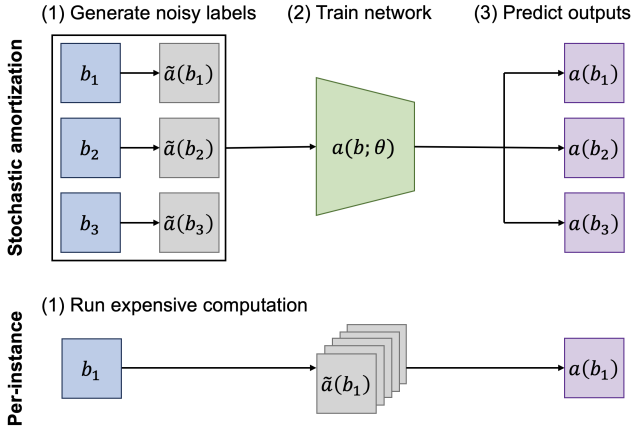 (1) Generate noisy labels
(2) Train network
(3) Predict outputs
Stochastic amortization
b₁
ã(b₁)
a(b₁)
b₂
ã(b₂)
a(b; θ)
a(b₂)
b₃
ã(b₃)
a(b₃)
(1) Run expensive computation
Per-instance
b₁
ã(b₁)
a(b₁)